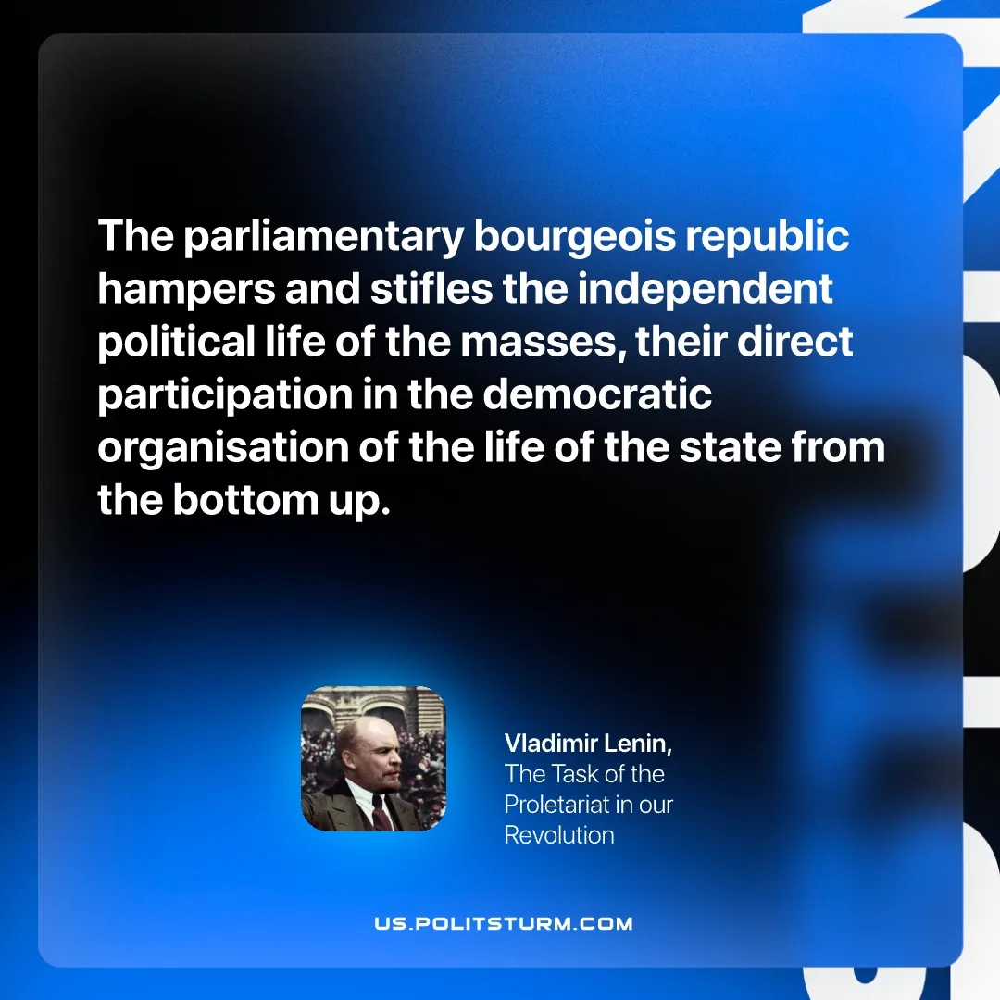 The parliamentary bourgeois republic
hampers and stifles the independent
political life of the masses, their direct
participation in the democratic
organisation of the life of the state from
the bottom up.
Vladimir Lenin,
The Task of the
Proletariat in our
Revolution
US.POLITSTURM.COM